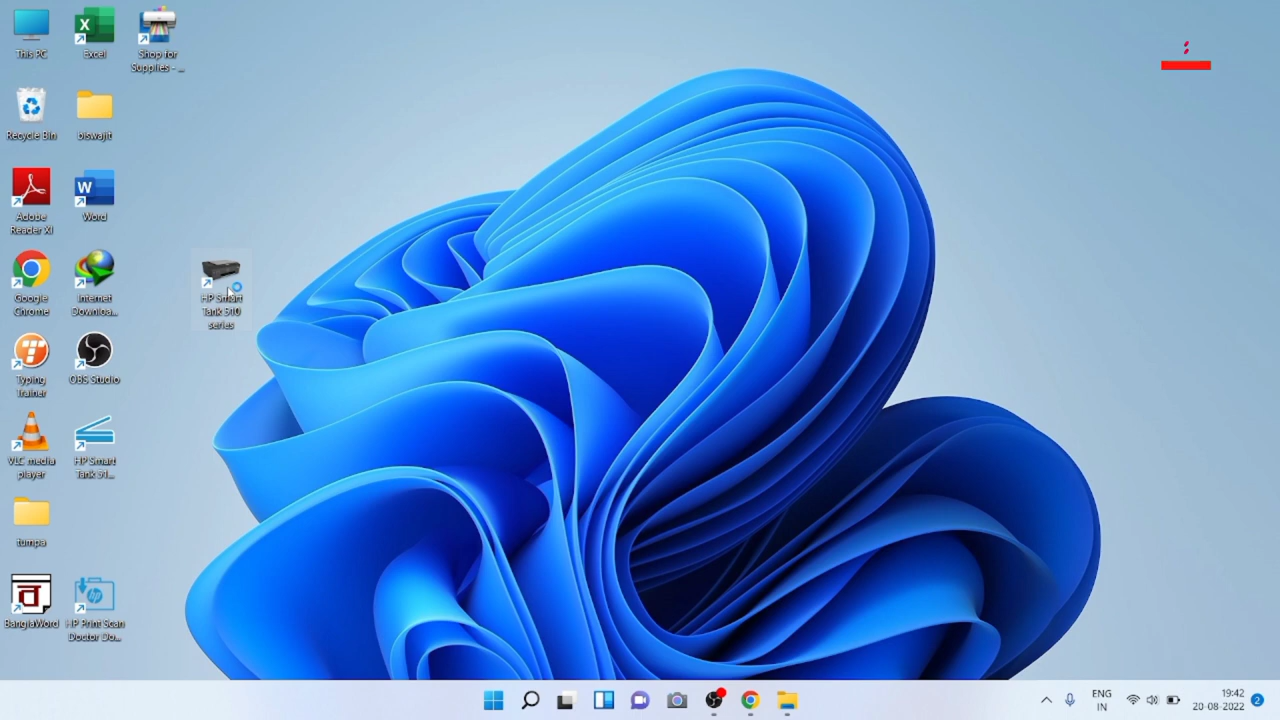 This PC
Excel
Shop for
Supplies - ...
Recycle Bin
biswajit
Adobe
Reader XI
Word
Google
Chrome
Internet
Downloa...
HP Smart
Tank 510
series
Typing
Trainer
OBS Studio
VLC media
player
HP Smart
Tank 51...
tumpa
BanglaWord
HP Print Scan
Doctor Do...
ENG
IN
19:42
20-08-2022
2